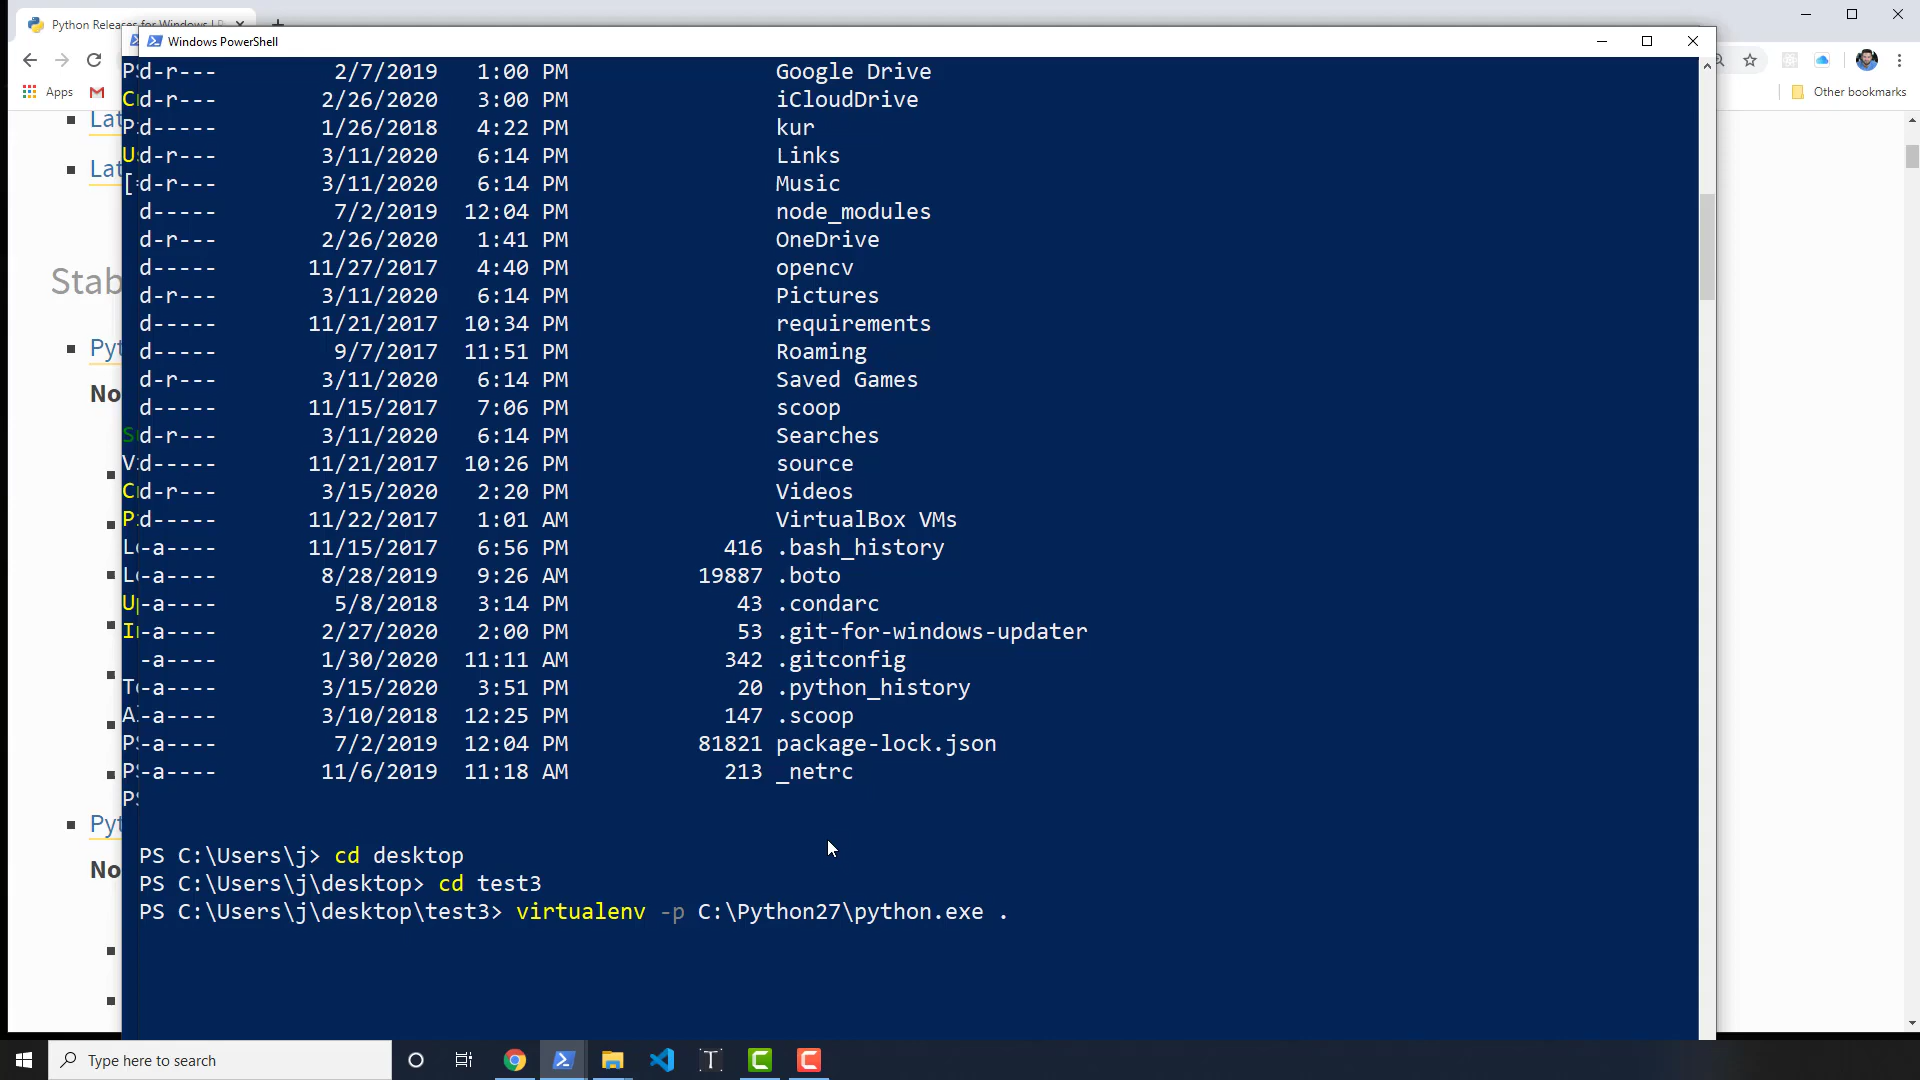 Python Releases for Windows | P
Windows PowerShell
Apps
Other bookmarks
Lat
Lat
Stab
Pyt
No
Pyt
No
d-r--- 2/7/2019 1:00 PM Google Drive
d-r--- 2/26/2020 3:00 PM iCloudDrive
d----- 1/26/2018 4:22 PM kur
d-r--- 3/11/2020 6:14 PM Links
d-r--- 3/11/2020 6:14 PM Music
d----- 7/2/2019 12:04 PM node_modules
d-r--- 2/26/2020 1:41 PM OneDrive
d----- 11/27/2017 4:40 PM opencv
d-r--- 3/11/2020 6:14 PM Pictures
d----- 11/21/2017 10:34 PM requirements
d----- 9/7/2017 11:51 PM Roaming
d-r--- 3/11/2020 6:14 PM Saved Games
d----- 11/15/2017 7:06 PM scoop
d-r--- 3/11/2020 6:14 PM Searches
d----- 11/21/2017 10:26 PM source
d-r--- 3/15/2020 2:20 PM Videos
d----- 11/22/2017 1:01 AM VirtualBox VMs
-a---- 11/15/2017 6:56 PM 416 .bash_history
-a---- 8/28/2019 9:26 AM 19887 .boto
-a---- 5/8/2018 3:14 PM 43 .condarc
-a---- 2/27/2020 2:00 PM 53 .git-for-windows-updater
-a---- 1/30/2020 11:11 AM 342 .gitconfig
-a---- 3/15/2020 3:51 PM 20 .python_history
-a---- 3/10/2018 12:25 PM 147 .scoop
-a---- 7/2/2019 12:04 PM 81821 package-lock.json
-a---- 11/6/2019 11:18 AM 213 _netrc
PS C:\Users\j> cd desktop
PS C:\Users\j\desktop> cd test3
PS C:\Users\j\desktop\test3> virtualenv -p C:\Python27\python.exe .
Type here to search